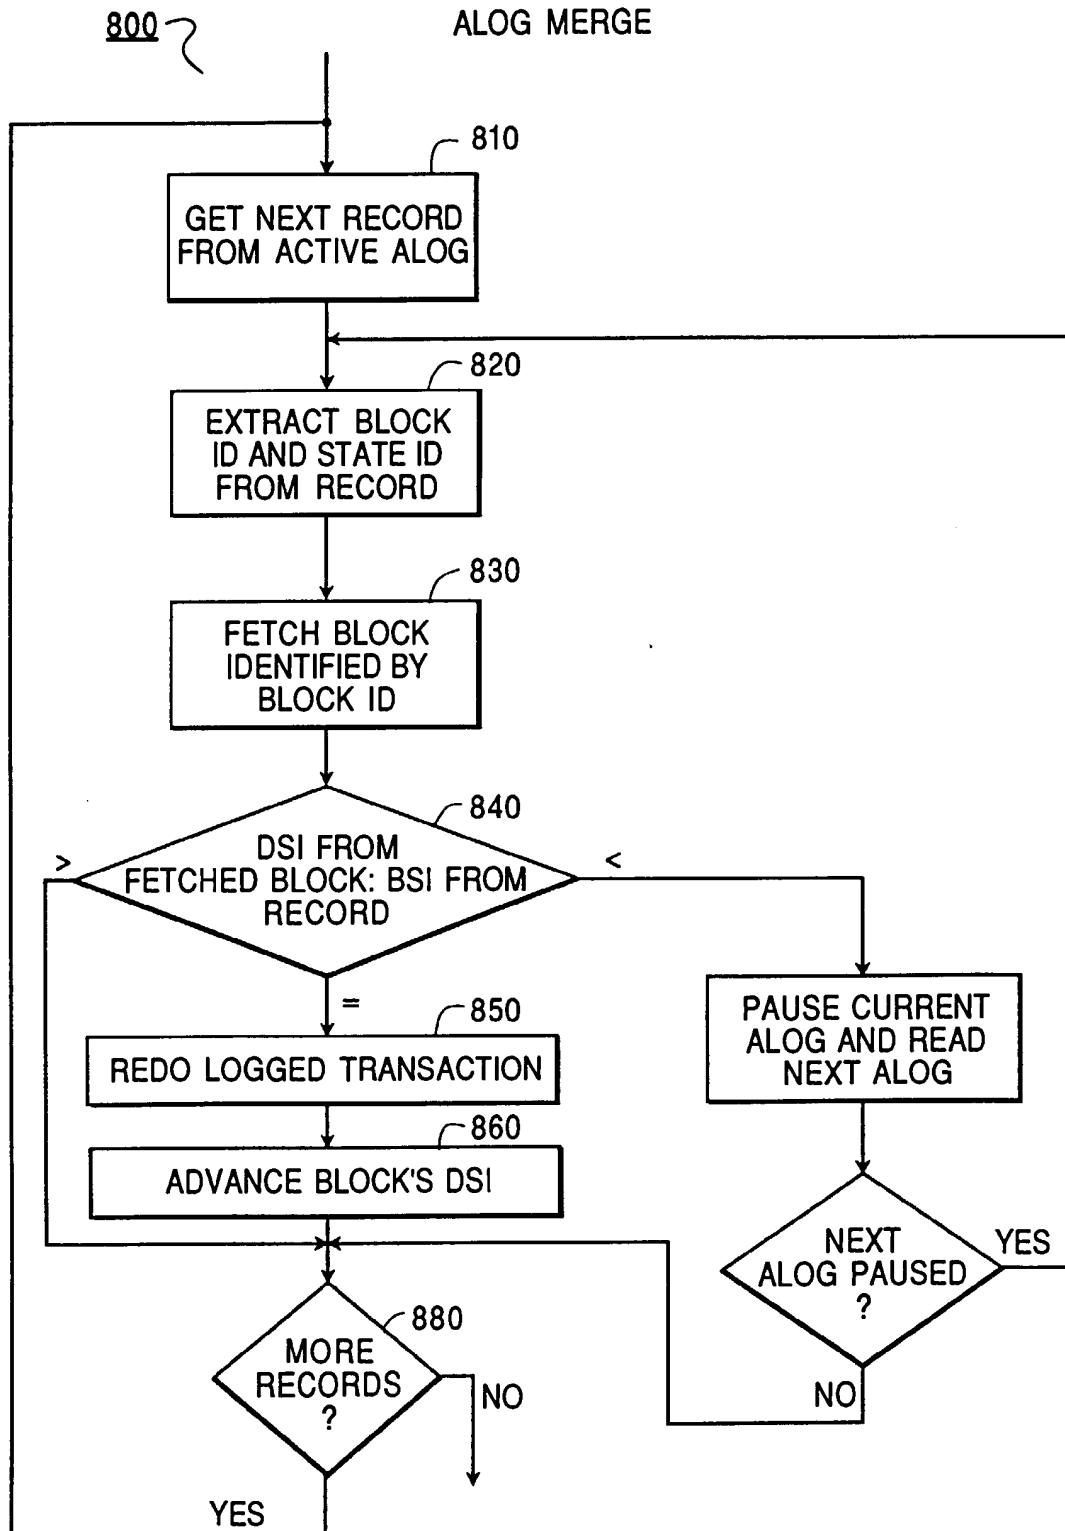 800
ALOG MERGE
810
GET NEXT RECORD
FROM ACTIVE ALOG
820
EXTRACT BLOCK
ID AND STATE ID
FROM RECORD
830
FETCH BLOCK
IDENTIFIED BY
BLOCK ID
840
>
DSI FROM
FETCHED BLOCK: BSI FROM
RECORD
<
=
850
REDO LOGGED TRANSACTION
PAUSE CURRENT
ALOG AND READ
NEXT ALOG
860
ADVANCE BLOCK'S DSI
NEXT
ALOG PAUSED
?
YES
NO
880
MORE
RECORDS
?
NO
YES